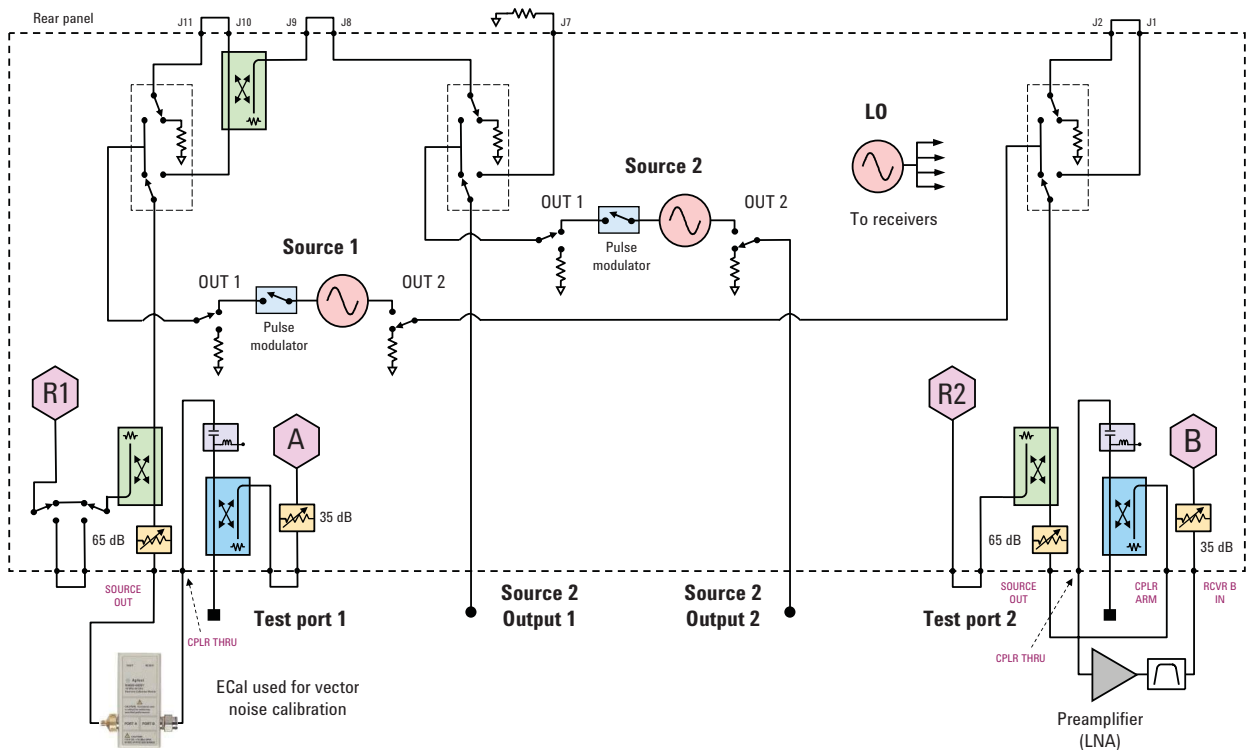 Rear panel
J11
J10
J9
J8
J7
J2
J1
LO
To receivers
Source 2
OUT 1
OUT 2
Pulse
modulator
Source 1
OUT 1
OUT 2
Pulse
modulator
R1
A
R2
B
65 dB
35 dB
65 dB
35 dB
SOURCE
OUT
CPLR THRU
Test port 1
Source 2
Output 1
Source 2
Output 2
Test port 2
SOURCE
OUT
CPLR THRU
CPLR
ARM
RCVR B
IN
ECal used for vector
noise calibration
Agilent
PORT A
PORT B
Preamplifier
(LNA)